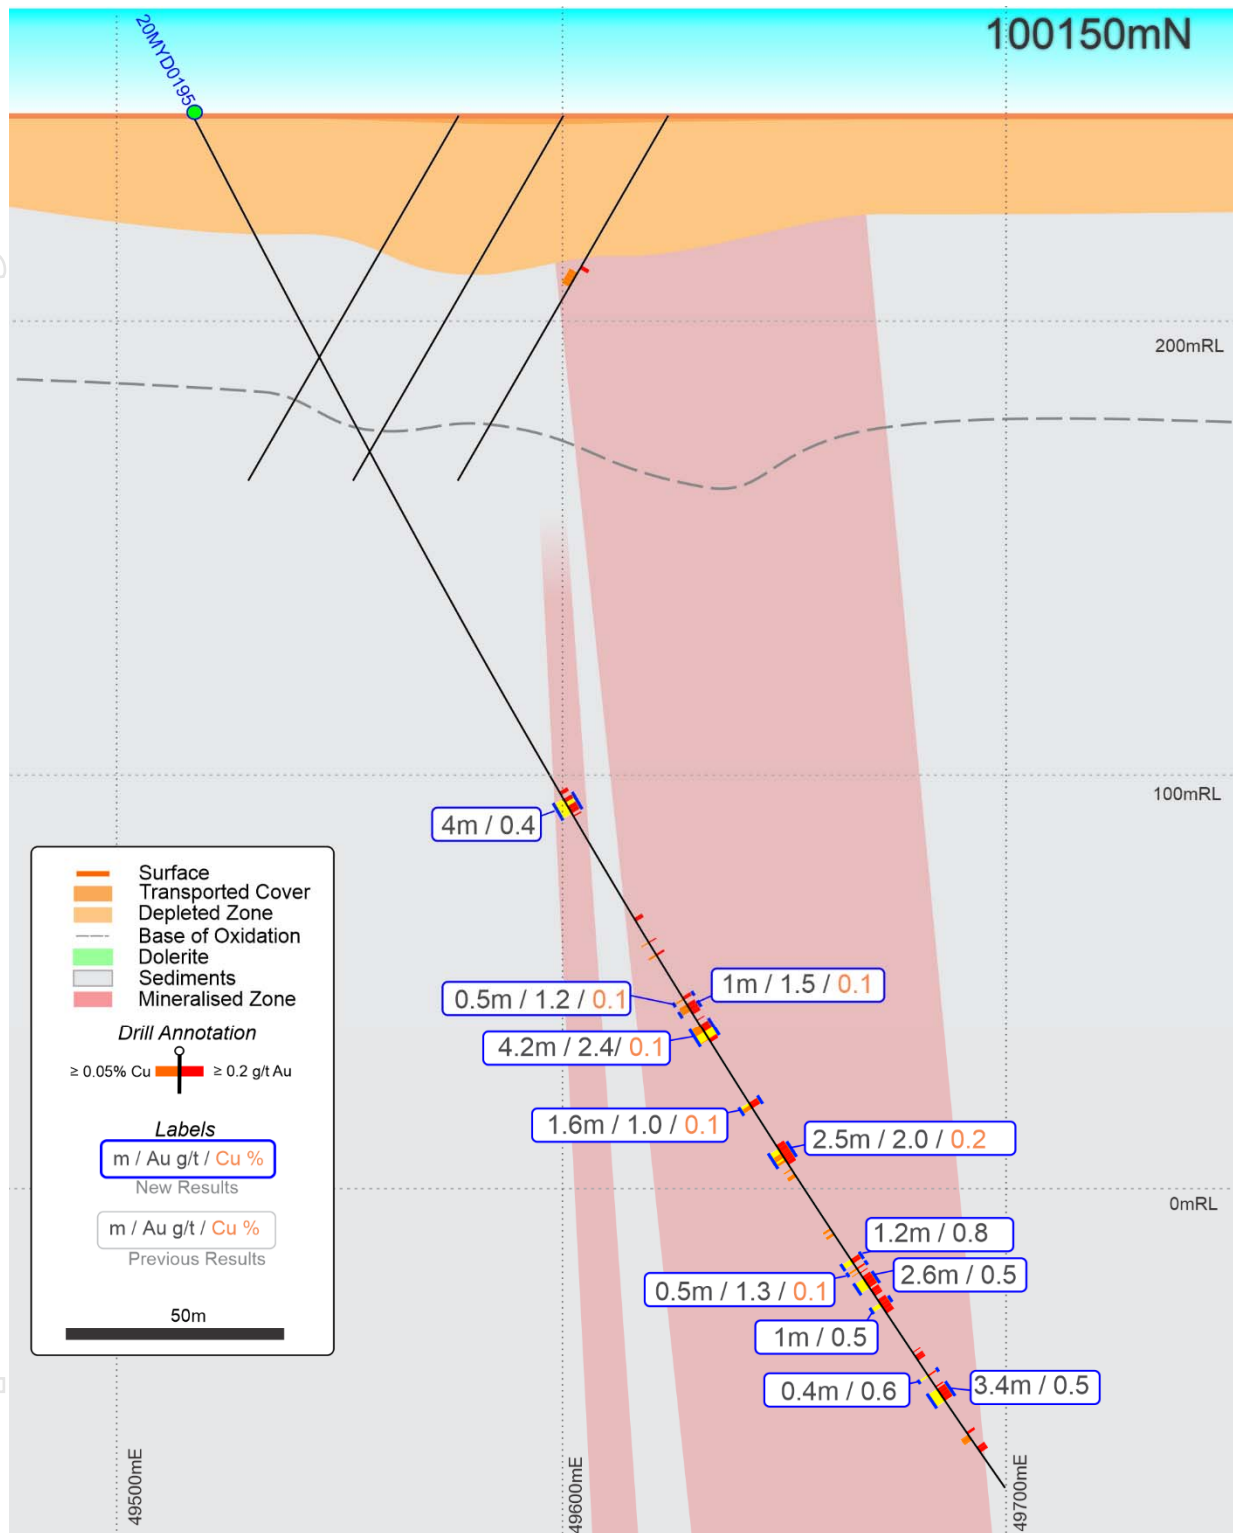 100150mN
20MYD0195
200mRL
100mRL
4m / 0.4
Surface
Transported Cover
Depleted Zone
Base of Oxidation
Dolerite
Sediments
Mineralised Zone
Drill Annotation
≥ 0.05% Cu
≥ 0.2 g/t Au
Labels
m / Au g/t / Cu %
New Results
m / Au g/t / Cu %
Previous Results
50m
0.5m / 1.2 / 0.1
1m / 1.5 / 0.1
4.2m / 2.4/ 0.1
1.6m / 1.0 / 0.1
2.5m / 2.0 / 0.2
0mRL
1.2m / 0.8
2.6m / 0.5
0.5m / 1.3 / 0.1
1m / 0.5
0.4m / 0.6
3.4m / 0.5
49500mE
49600mE
49700mE